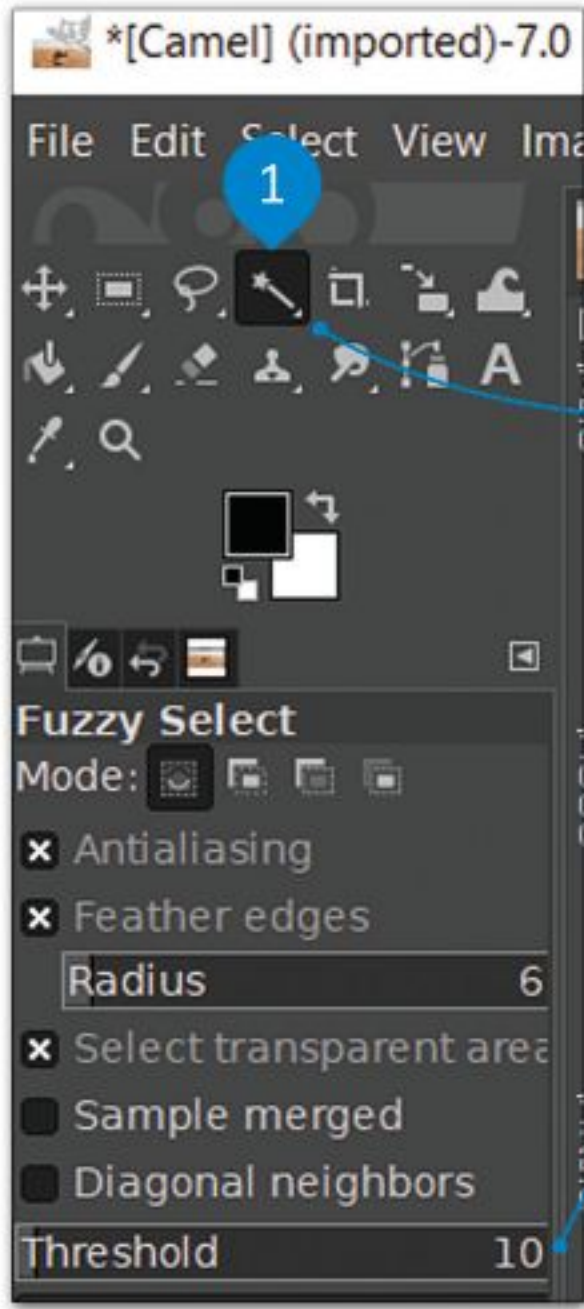 *[Camel] (imported)-7.0
File Edit Select View Ima
1
A
Fuzzy Select
Mode:
Antialiasing
Feather edges
Radius 6
Select transparent area
Sample merged
Diagonal neighbors
Threshold 10